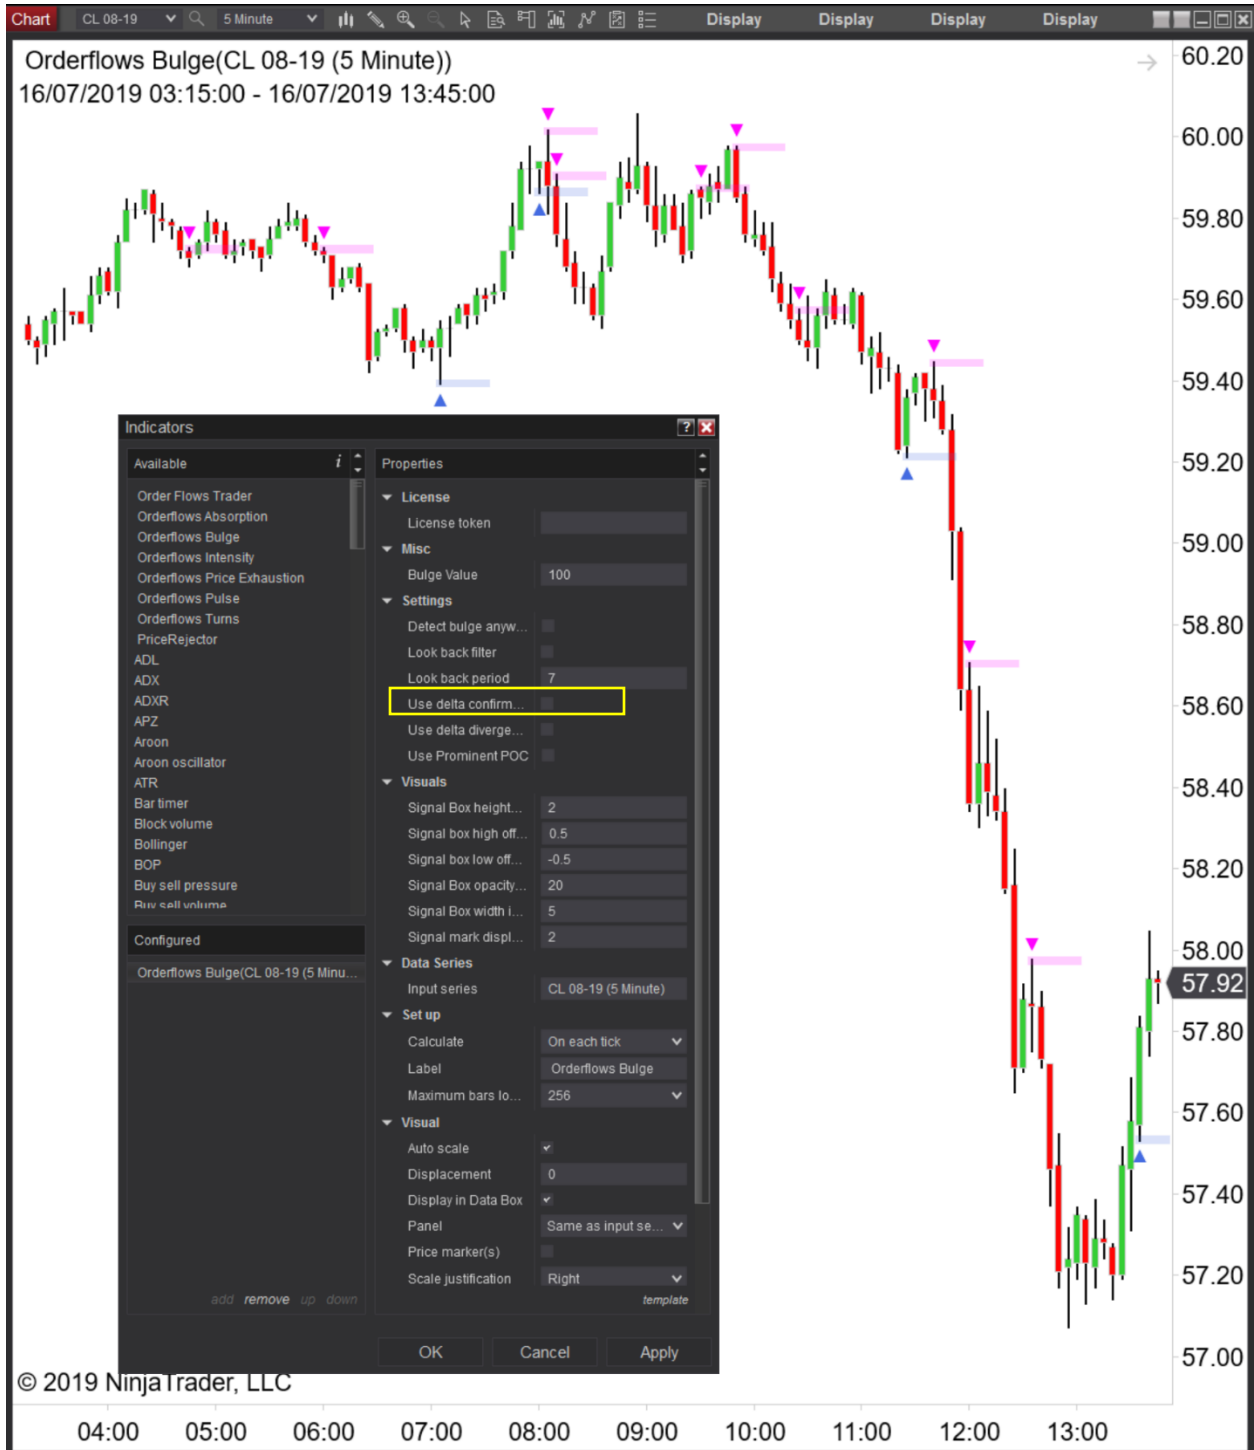 Chart CL 08-19 5 Minute Display Display Display Display
Orderflows Bulge(CL 08-19 (5 Minute))
16/07/2019 03:15:00 - 16/07/2019 13:45:00
60.20
60.00
59.80
59.60
59.40
59.20
59.00
58.80
58.60
58.40
58.20
58.00
57.92
57.80
57.60
57.40
57.20
57.00
Indicators ?
Available i
Order Flows Trader
Orderflows Absorption
Orderflows Bulge
Orderflows Intensity
Orderflows Price Exhaustion
Orderflows Pulse
Orderflows Turns
PriceRejector
ADL
ADX
ADXR
APZ
Aroon
Aroon oscillator
ATR
Bar timer
Block volume
Bollinger
BOP
Buy sell pressure
Buy sell volume
Configured
Orderflows Bulge(CL 08-19 (5 Minu...
add remove up down
Properties
License
License token
Misc
Bulge Value 100
Settings
Detect bulge anyw...
Look back filter
Look back period 7
Use delta confirm...
Use delta diverge...
Use Prominent POC
Visuals
Signal Box height... 2
Signal box high off... 0.5
Signal box low off... -0.5
Signal Box opacity... 20
Signal Box width i... 5
Signal mark displ... 2
Data Series
Input series CL 08-19 (5 Minute)
Set up
Calculate On each tick
Label Orderflows Bulge
Maximum bars lo... 256
Visual
Auto scale
Displacement 0
Display in Data Box
Panel Same as input se...
Price marker(s)
Scale justification Right
template
OK Cancel Apply
© 2019 NinjaTrader, LLC
04:00 05:00 06:00 07:00 08:00 09:00 10:00 11:00 12:00 13:00